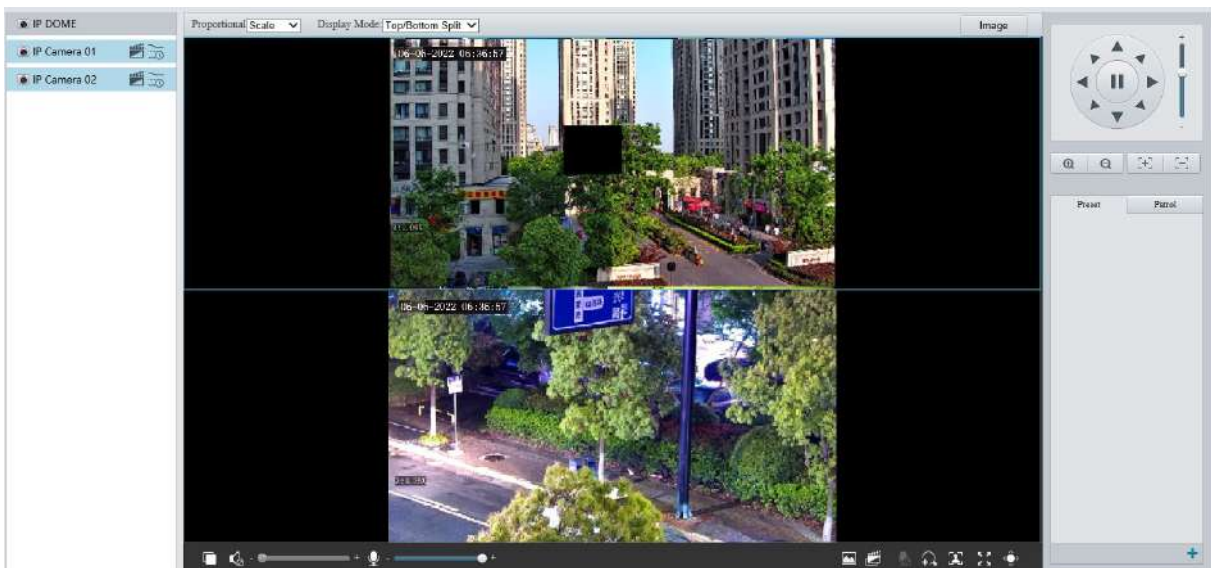 IP DOME
IP Camera 01
IP Camera 02
Proportional Scale Display Mode: Top/Bottom Split
Image
06-06-2022 06:36:57
06-06-2022 06:36:57
Preset Patrol